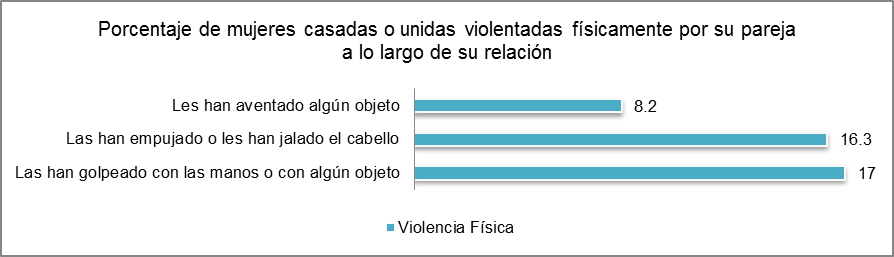 Porcentaje de mujeres casadas o unidas violentadas físicamente por su pareja
a lo largo de su relación
Les han aventado algún objeto 8.2
Las han empujado o les han jalado el cabello 16.3
Las han golpeado con las manos o con algún objeto 17
Violencia Física